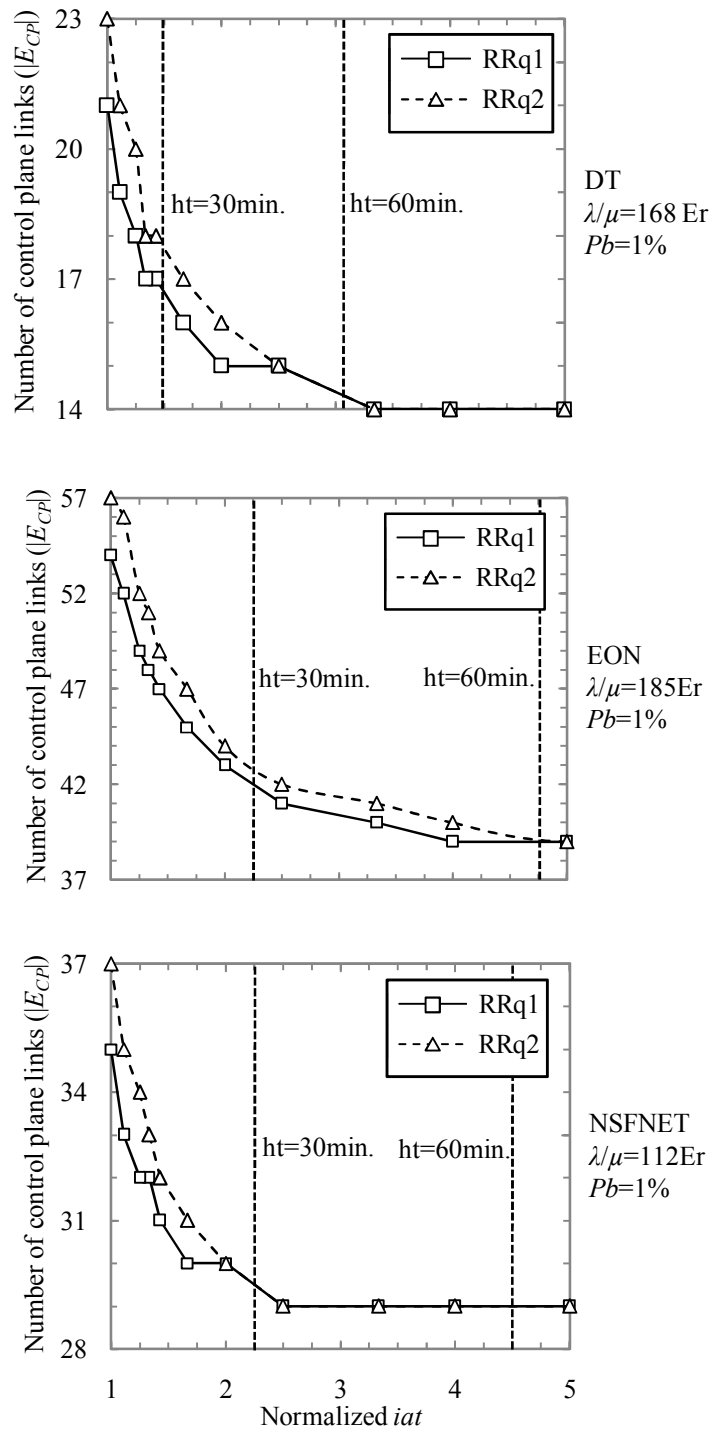 Number of control plane links (|E_CP|)
23
20
17
14
RRq1
RRq2
ht=30min.
ht=60min.
DT
λ/μ=168 Er
Pb=1%
Number of control plane links (|E_CP|)
57
52
47
42
37
RRq1
RRq2
ht=30min.
ht=60min.
EON
λ/μ=185Er
Pb=1%
Number of control plane links (|E_CP|)
37
34
31
28
RRq1
RRq2
ht=30min.
ht=60min.
NSFNET
λ/μ=112Er
Pb=1%
1 2 3 4 5
Normalized iat